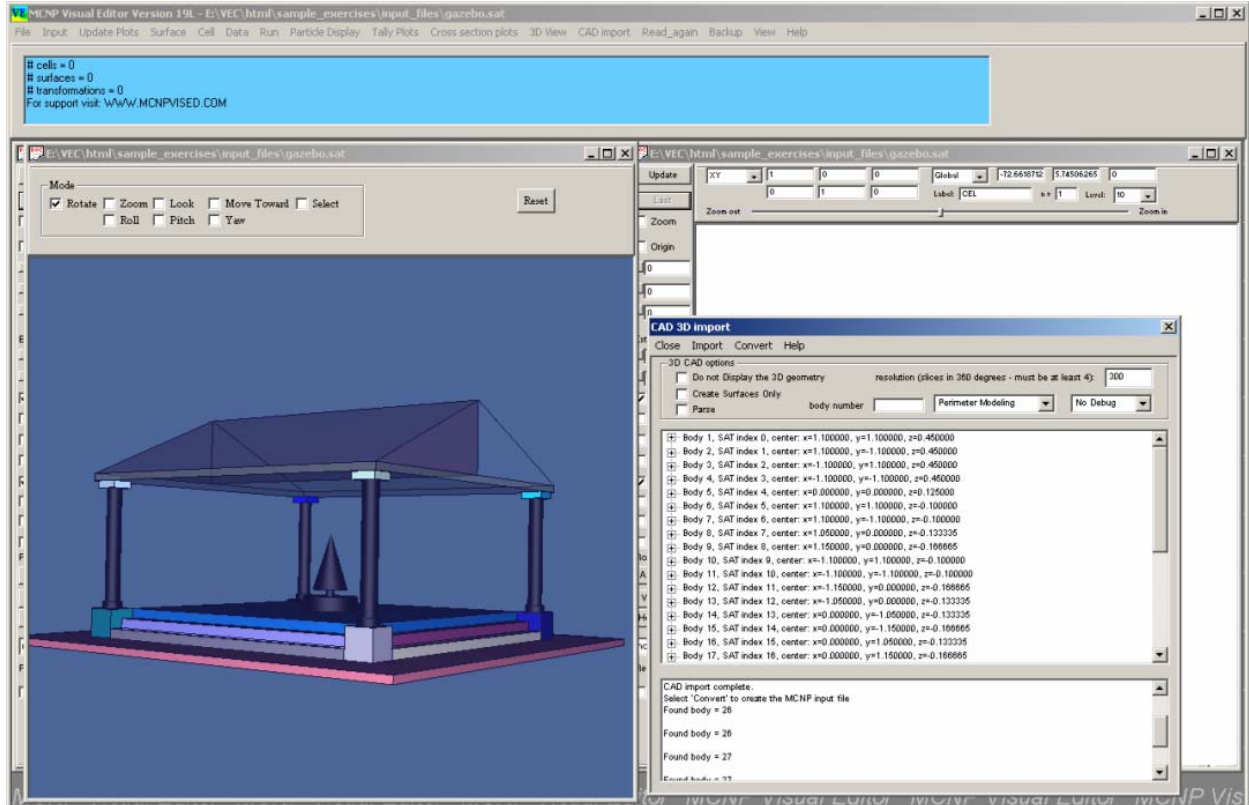 MCNP Visual Editor Version 19L - E:\VEC\html\sample_exercises\input_files\gazebo.sat
File Input Update Plots Surface Cell Data Run Particle Display Tally Plots Cross section plots 3D View CAD import Read_again Backup View Help
# cells = 0
# surfaces = 0
# transformations = 0
For support visit: WWW.MCNPVISED.COM
E:\VEC\html\sample_exercises\input_files\gazebo.sat
Mode
Rotate Zoom Look Move Toward Select
Roll Pitch Yaw
Reset
E:\VEC\html\sample_exercises\input_files\gazebo.sat
Update XY 1 0 0 Global -72.6618712 5.74506265 0
Last 0 1 0 Label: CEL n = 1 Level: 10
Zoom out Zoom in
Zoom
Origin
0
0
0
CAD 3D import
Close Import Convert Help
3D CAD options
Do not Display the 3D geometry resolution (slices in 360 degrees - must be at least 4): 300
Create Surfaces Only
Parse body number Perimeter Modeling No Debug
Body 1, SAT index 0, center: x=1.100000, y=1.100000, z=0.450000
Body 2, SAT index 1, center: x=1.100000, y=-1.100000, z=0.450000
Body 3, SAT index 2, center: x=-1.100000, y=1.100000, z=0.450000
Body 4, SAT index 3, center: x=-1.100000, y=-1.100000, z=0.450000
Body 5, SAT index 4, center: x=0.000000, y=0.000000, z=0.125000
Body 6, SAT index 5, center: x=1.100000, y=1.100000, z=-0.100000
Body 7, SAT index 6, center: x=1.100000, y=-1.100000, z=-0.100000
Body 8, SAT index 7, center: x=1.050000, y=0.000000, z=-0.133335
Body 9, SAT index 8, center: x=1.150000, y=0.000000, z=-0.166665
Body 10, SAT index 9, center: x=-1.100000, y=1.100000, z=-0.100000
Body 11, SAT index 10, center: x=-1.100000, y=-1.100000, z=-0.100000
Body 12, SAT index 11, center: x=-1.150000, y=0.000000, z=-0.166665
Body 13, SAT index 12, center: x=-1.050000, y=0.000000, z=-0.133335
Body 14, SAT index 13, center: x=0.000000, y=-1.050000, z=-0.133335
Body 15, SAT index 14, center: x=0.000000, y=-1.150000, z=-0.166665
Body 16, SAT index 15, center: x=0.000000, y=1.050000, z=-0.133335
Body 17, SAT index 16, center: x=0.000000, y=1.150000, z=-0.166665
CAD import complete.
Select 'Convert' to create the MCNP input file
Found body = 26
Found body = 26
Found body = 27
Found body = 27
MCNP Visual Editor MCNP Visual Editor MCNP Vis